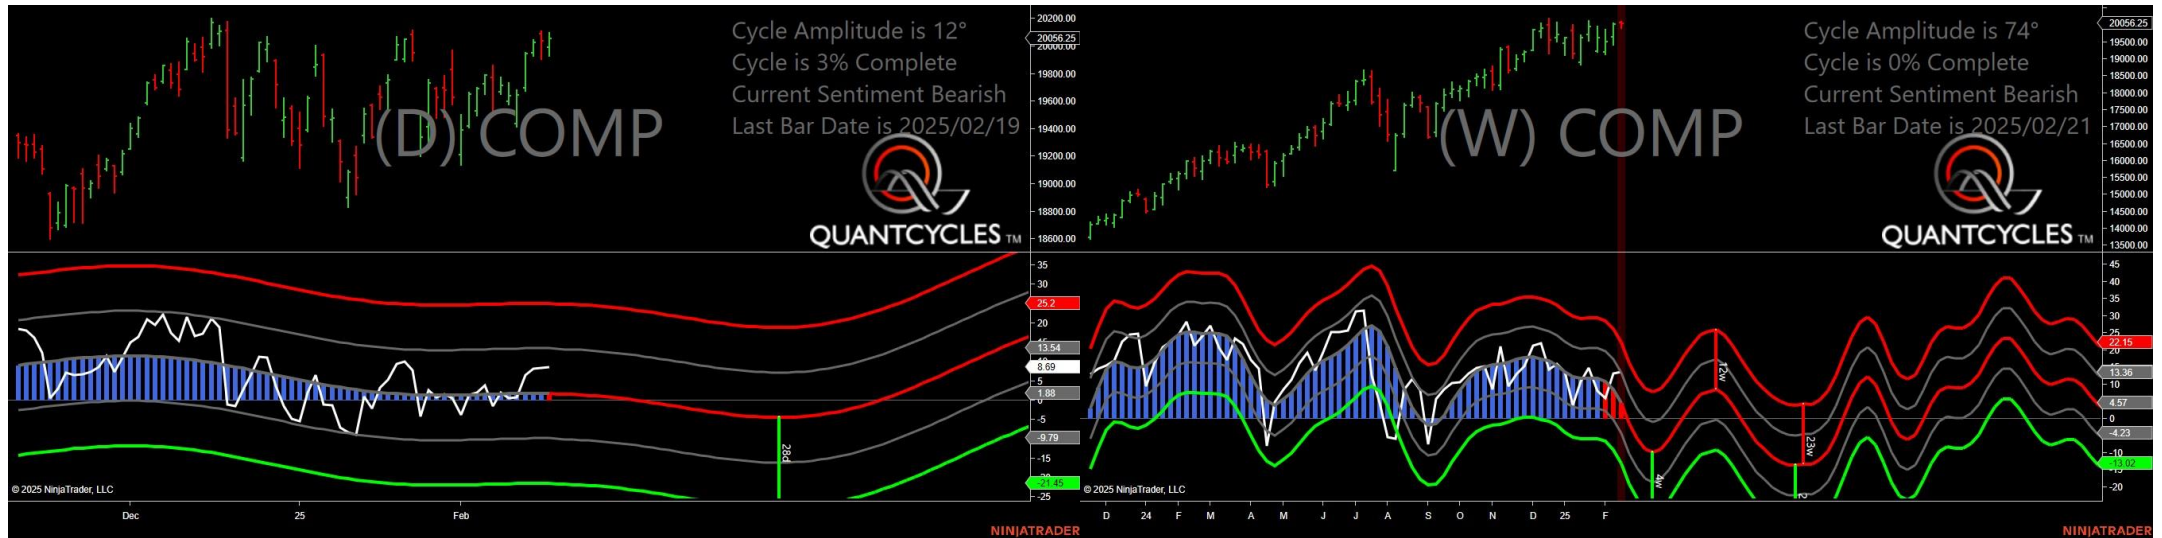 Cycle Amplitude is 12°
Cycle is 3% Complete
Current Sentiment Bearish
Last Bar Date is 2025/02/19
(D) COMP
QUANTCYCLES TM
20200.00
20056.25
20000.00
19800.00
19600.00
19400.00
19200.00
19000.00
18800.00
18600.00
35
30
25.2
20
13.54
8.69
5
1.88
0
-5
-9.79
-15
-21.45
-25
28d
© 2025 NinjaTrader, LLC
Dec
25
Feb
NINJATRADER
Cycle Amplitude is 74°
Cycle is 0% Complete
Current Sentiment Bearish
Last Bar Date is 2025/02/21
(W) COMP
QUANTCYCLES TM
20056.25
19500.00
19000.00
18500.00
18000.00
17500.00
17000.00
16500.00
16000.00
15500.00
15000.00
14500.00
14000.00
13500.00
45
40
35
30
25
22.15
20
13.36
10
4.57
0
-4.23
-10
-13.02
-20
12w
23w
4w
2
© 2025 NinjaTrader, LLC
D 24 F M A M J J A S O N D 25 F
NINJATRADER